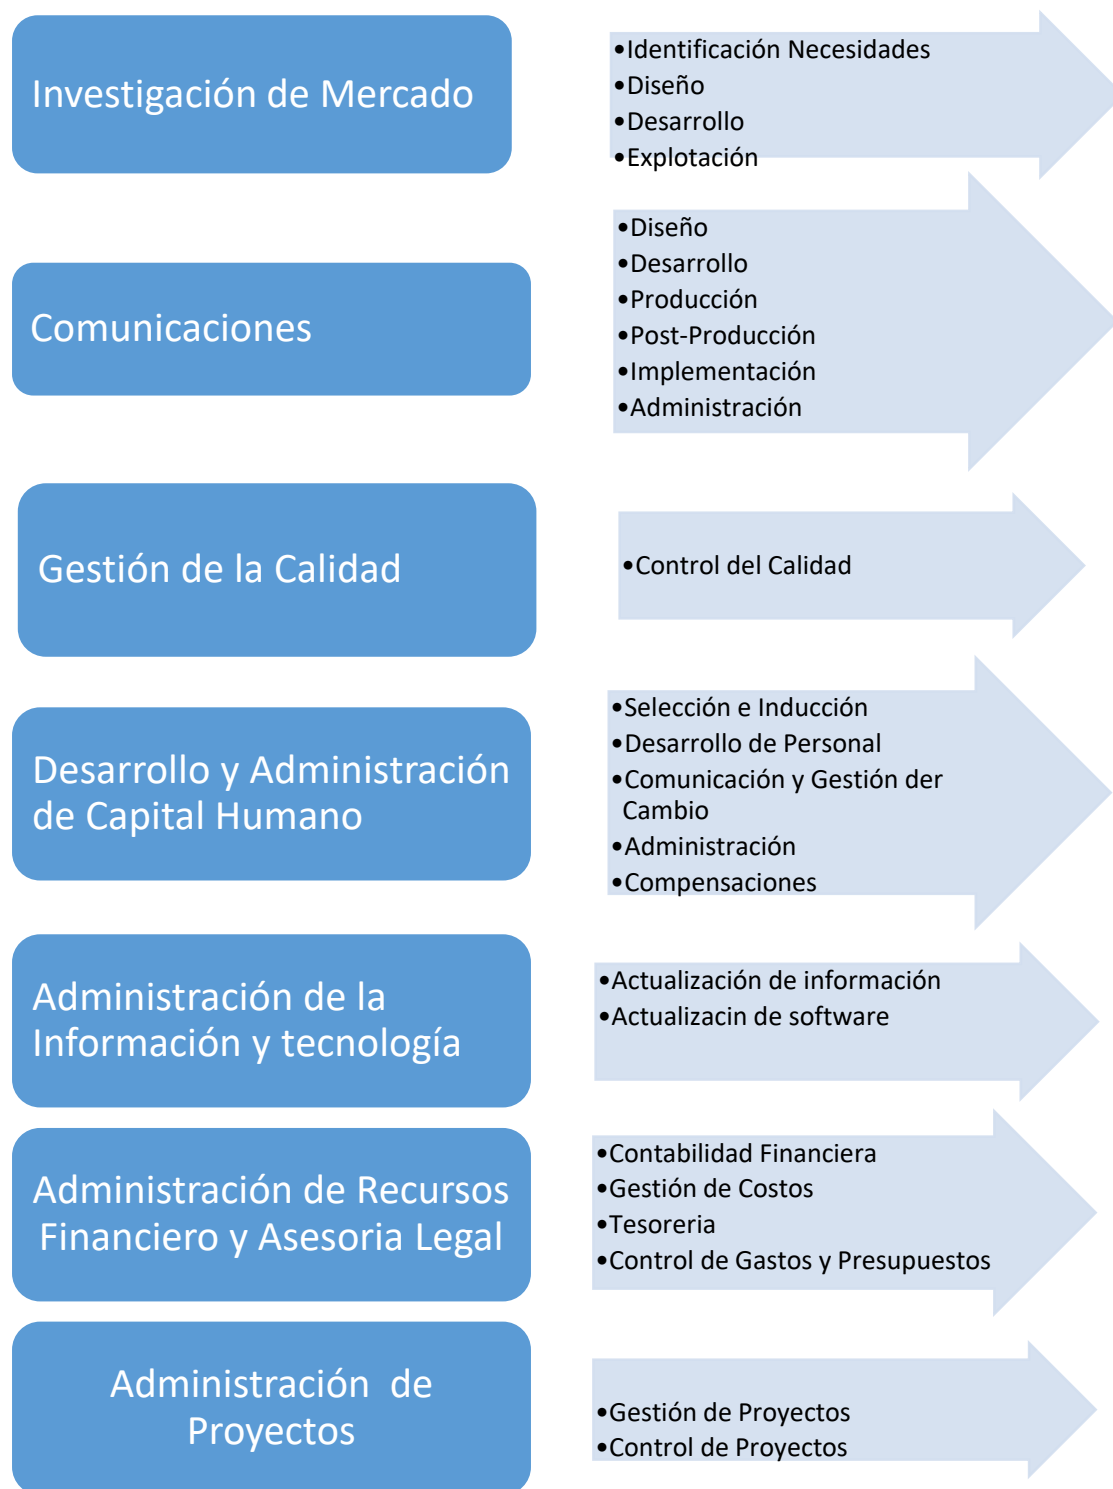 Investigación de Mercado
•Identificación Necesidades
•Diseño
•Desarrollo
•Explotación
Comunicaciones
•Diseño
•Desarrollo
•Producción
•Post-Producción
•Implementación
•Administración
Gestión de la Calidad
•Control del Calidad
Desarrollo y Administración
de Capital Humano
•Selección e Inducción
•Desarrollo de Personal
•Comunicación y Gestión der
Cambio
•Administración
•Compensaciones
Administración de la
Información y tecnología
•Actualización de información
•Actualizacin de software
Administración de Recursos
Financiero y Asesoria Legal
•Contabilidad Financiera
•Gestión de Costos
•Tesoreria
•Control de Gastos y Presupuestos
Administración  de
Proyectos
•Gestión de Proyectos
•Control de Proyectos